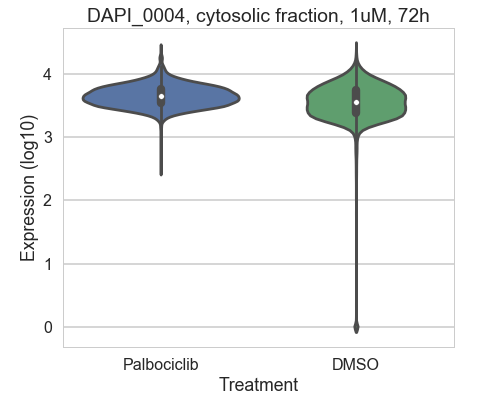 DAPI_0004, cytosolic fraction, 1uM, 72h
Expression (log10)
4
3
2
1
0
Palbociclib DMSO
Treatment